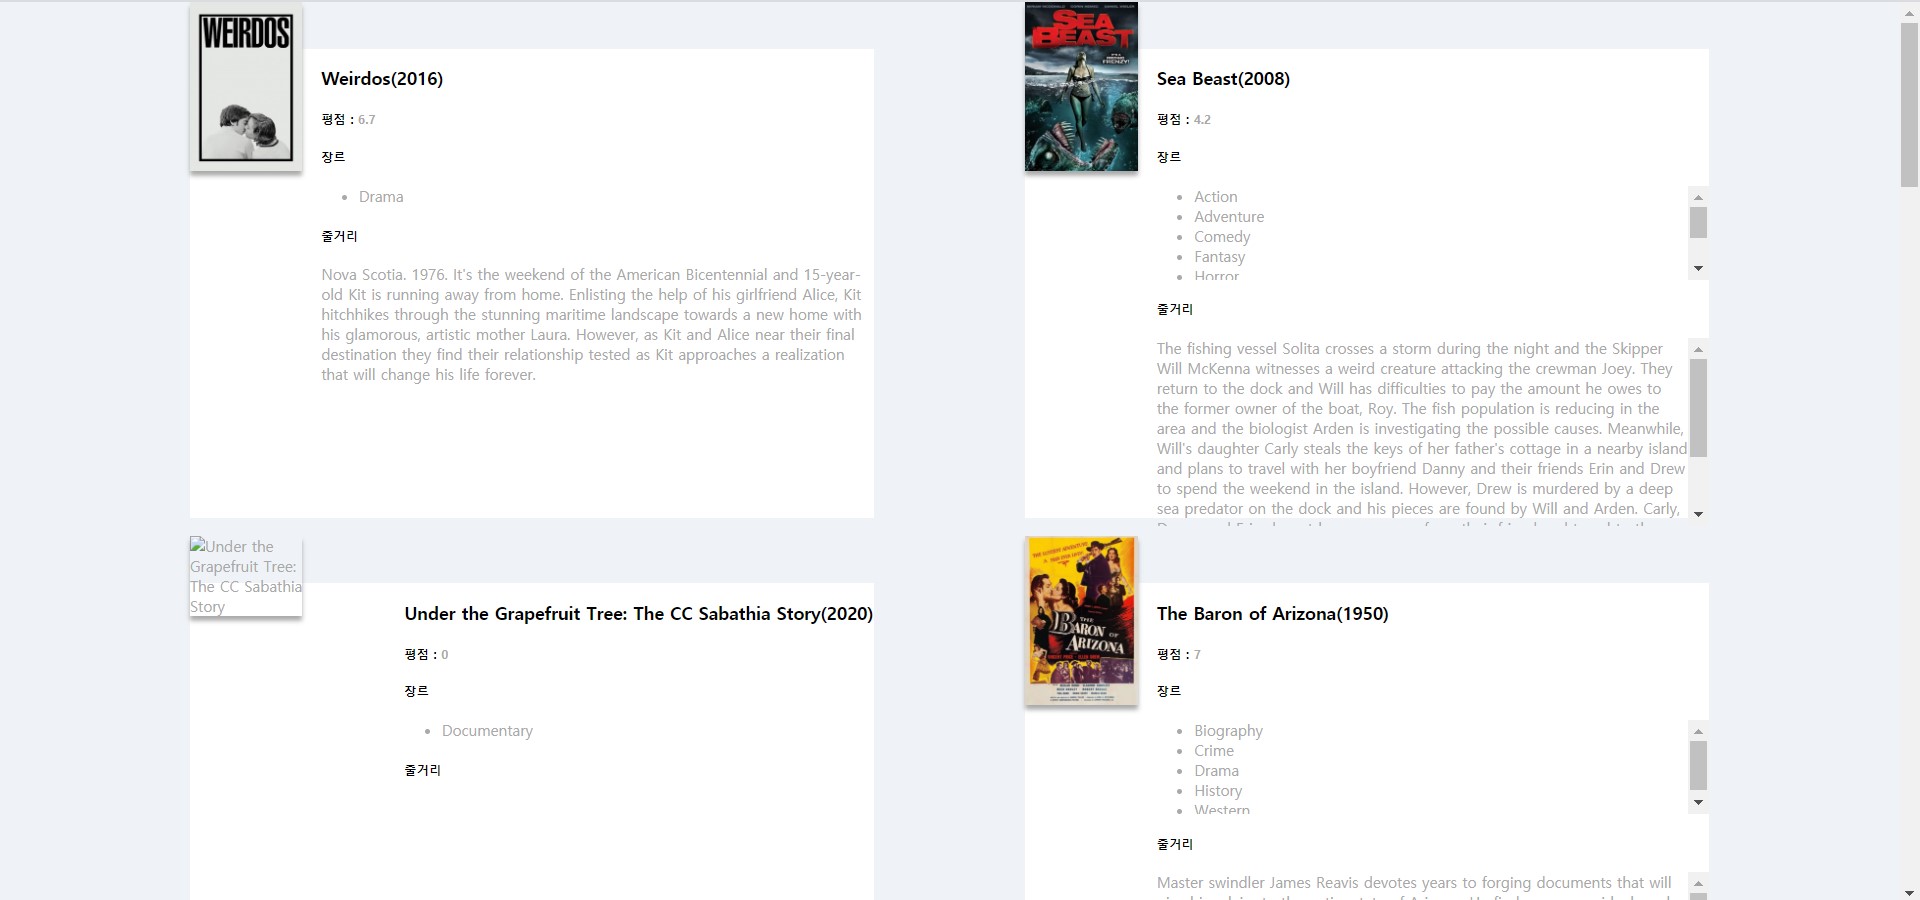 WEIRDOS
Weirdos(2016)
평점 : 6.7
장르
Drama
줄거리
Nova Scotia. 1976. It's the weekend of the American Bicentennial and 15-year-
old Kit is running away from home. Enlisting the help of his girlfriend Alice, Kit
hitchhikes through the stunning maritime landscape towards a new home with
his glamorous, artistic mother Laura. However, as Kit and Alice near their final
destination they find their relationship tested as Kit approaches a realization
that will change his life forever.
SEA
BEAST
FRENZY!
Sea Beast(2008)
평점 : 4.2
장르
Action
Adventure
Comedy
Fantasy
Horror
줄거리
The fishing vessel Solita crosses a storm during the night and the Skipper
Will McKenna witnesses a weird creature attacking the crewman Joey. They
return to the dock and Will has difficulties to pay the amount he owes to
the former owner of the boat, Roy. The fish population is reducing in the
area and the biologist Arden is investigating the possible causes. Meanwhile,
Will's daughter Carly steals the keys of her father's cottage in a nearby island
and plans to travel with her boyfriend Danny and their friends Erin and Drew
to spend the weekend in the island. However, Drew is murdered by a deep
sea predator on the dock and his pieces are found by Will and Arden. Carly,
Under the
Grapefruit Tree:
The CC Sabathia
Story
Under the Grapefruit Tree: The CC Sabathia Story(2020)
평점 : 0
장르
Documentary
줄거리
THE
BARON OF
ARIZONA
The Baron of Arizona(1950)
평점 : 7
장르
Biography
Crime
Drama
History
Western
줄거리
Master swindler James Reavis devotes years to forging documents that will